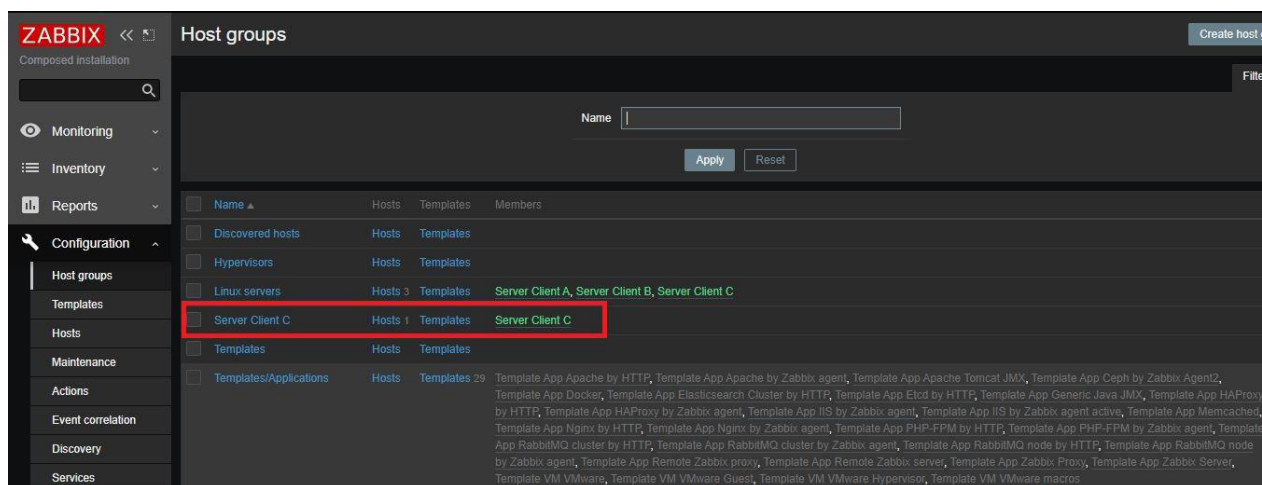 ZABBIX
Composed installation
Monitoring
Inventory
Reports
Configuration
Host groups
Templates
Hosts
Maintenance
Actions
Event correlation
Discovery
Services
Host groups
Create host
Filte
Name
Apply Reset
Name Hosts Templates Members
Discovered hosts Hosts Templates
Hypervisors Hosts Templates
Linux servers Hosts 3 Templates Server Client A, Server Client B, Server Client C
Server Client C Hosts 1 Templates Server Client C
Templates Hosts Templates
Templates/Applications Hosts Templates 29 Template App Apache by HTTP, Template App Apache by Zabbix agent, Template App Apache Tomcat JMX, Template App Ceph by Zabbix Agent2,
Template App Docker, Template App Elasticsearch Cluster by HTTP, Template App Etcd by HTTP, Template App Generic Java JMX, Template App HAProxy
by HTTP, Template App HAProxy by Zabbix agent, Template App IIS by Zabbix agent, Template App IIS by Zabbix agent active, Template App Memcached,
Template App Nginx by HTTP, Template App Nginx by Zabbix agent, Template App PHP-FPM by HTTP, Template App PHP-FPM by Zabbix agent, Template
App RabbitMQ cluster by HTTP, Template App RabbitMQ cluster by Zabbix agent, Template App RabbitMQ node by HTTP, Template App RabbitMQ node
by Zabbix agent, Template App Remote Zabbix proxy, Template App Remote Zabbix server, Template App Zabbix Proxy, Template App Zabbix Server,
Template VM VMware, Template VM VMware Guest, Template VM VMware Hypervisor, Template VM VMware macros